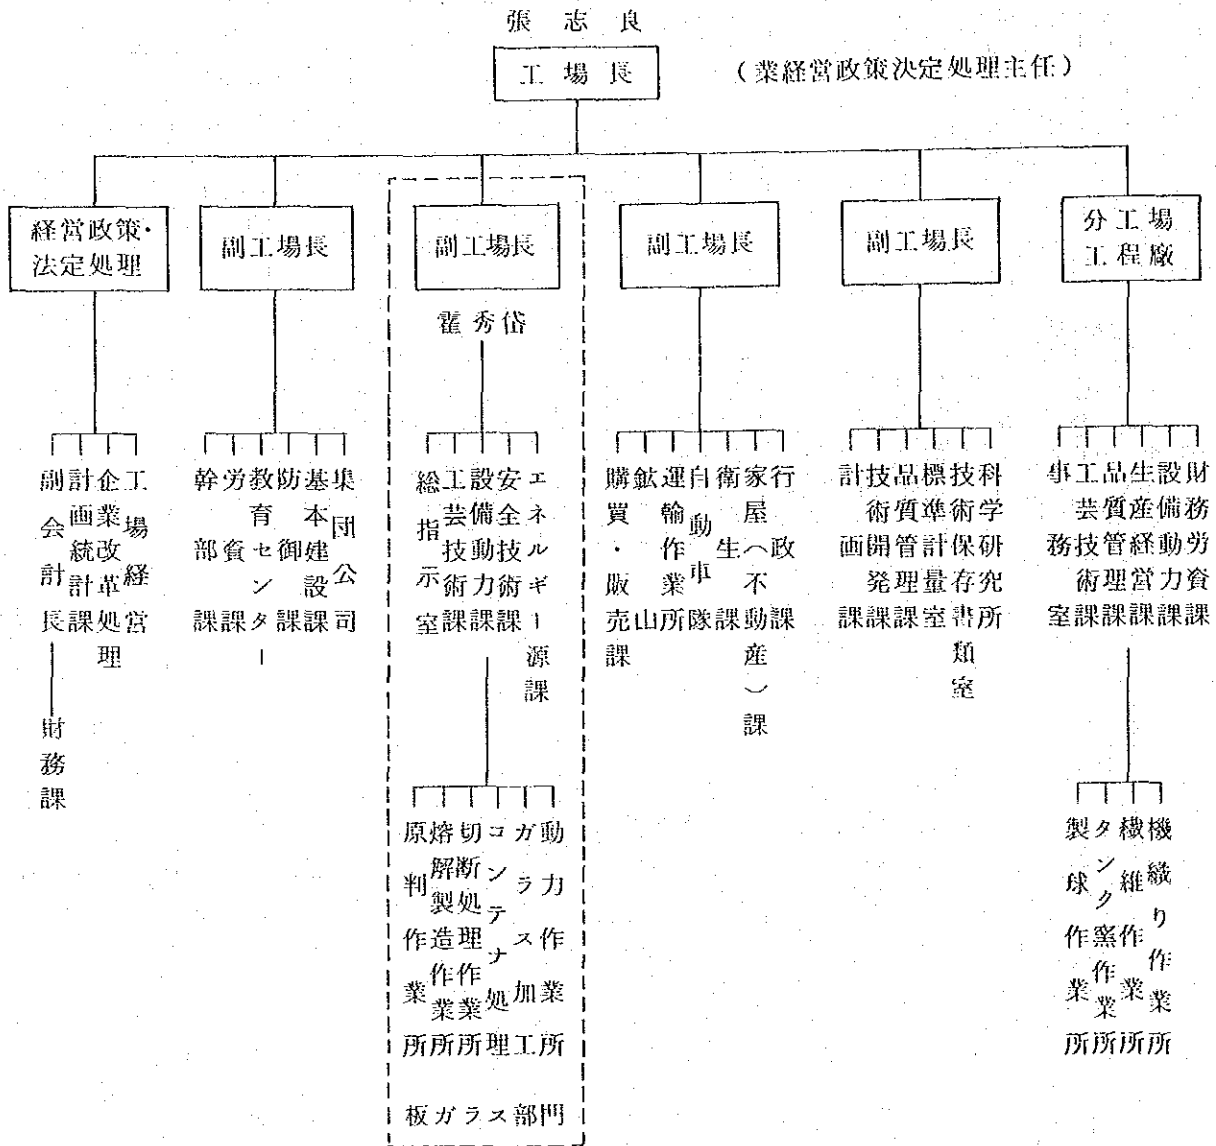 張志良
工場長
(業経営政策決定処理主任)
経営政策・
法定処理
副工場長
副工場長
霍秀岱
副工場長
副工場長
分工場
工程廠
副会計長
計画統計課
企業改革処理
工場経営
財務課
幹部課
労資課
教育センター
防御課
基本建設課
集団公司
総指示室
工芸技術課
設備動力課
安全技術課
エネルギー源課
購買・販売課
鉱山
運輸作業所
自動車隊
衛生課
家屋(不動産)課
行政課
計画課
技術開発課
品質管理課
標準計量室
技術保存書類室
科学研究所
事務室
工芸技術課
品質管理課
生産経営課
設備動力課
財務労資課
原判作業所
熔解製造作業所
切断処理作業所
コンテナ処理
ガラス加工
動力作業所
板ガラス部門
製球作業所
タンク窯作業所
繊維作業所
機織り作業所